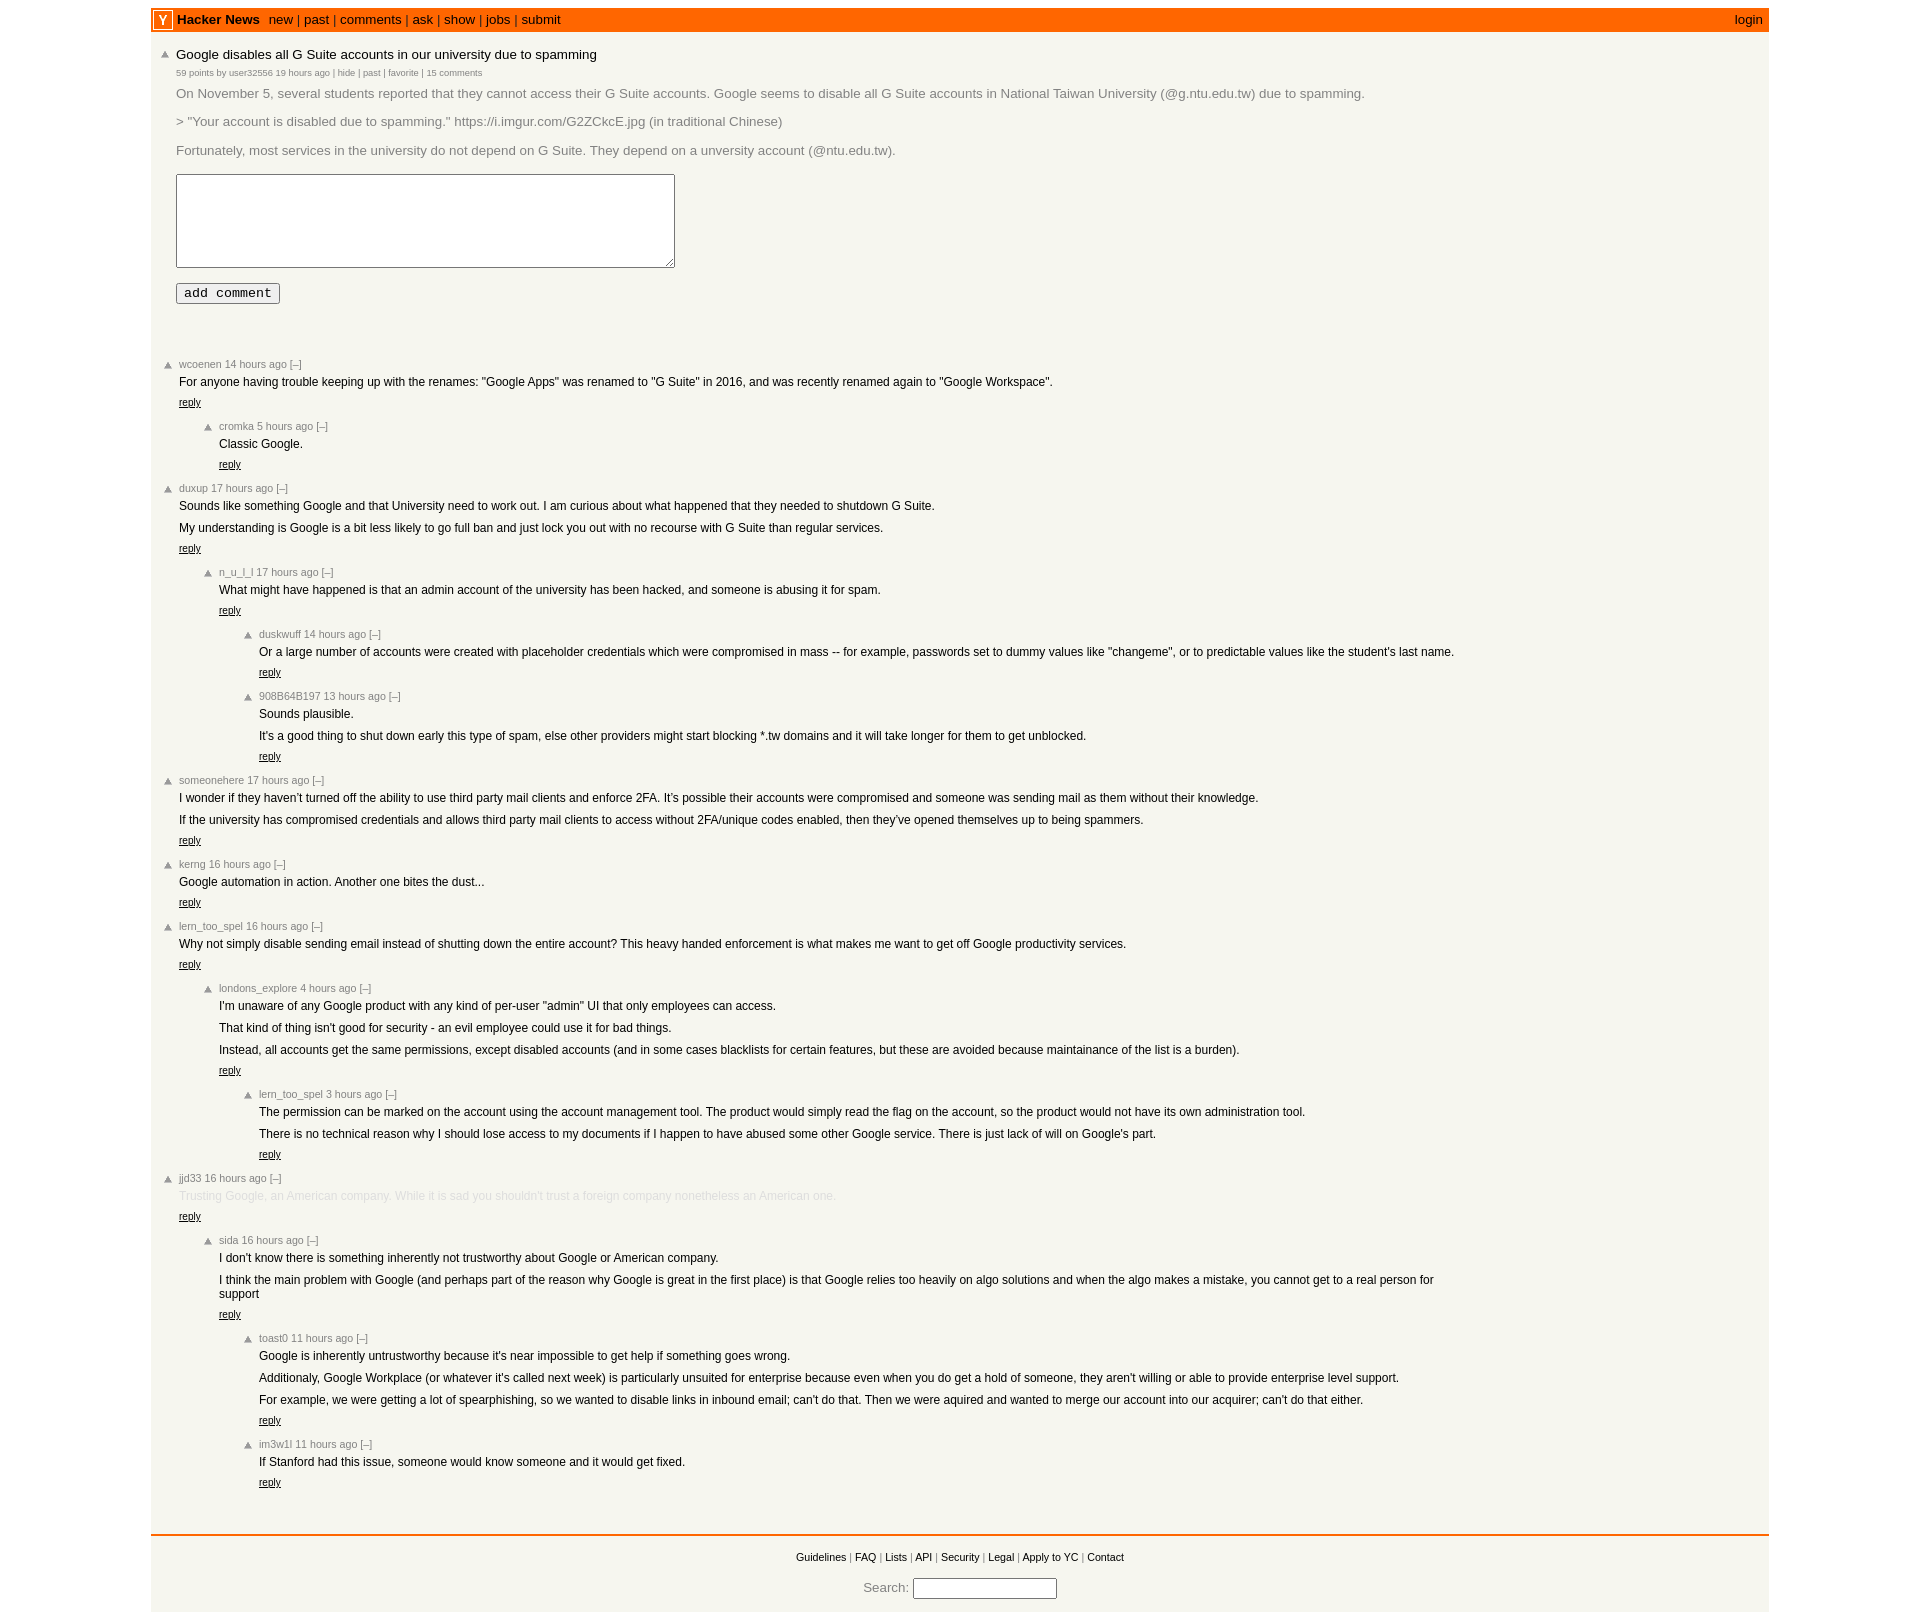 Y Hacker News new | past | comments | ask | show | jobs | submit login
Google disables all G Suite accounts in our university due to spamming
59 points by user32556 19 hours ago | hide | past | favorite | 15 comments
On November 5, several students reported that they cannot access their G Suite accounts. Google seems to disable all G Suite accounts in National Taiwan University (@g.ntu.edu.tw) due to spamming.
> "Your account is disabled due to spamming." https://i.imgur.com/G2ZCkcE.jpg (in traditional Chinese)
Fortunately, most services in the university do not depend on G Suite. They depend on a unversity account (@ntu.edu.tw).
add comment
wcoenen 14 hours ago [–]
For anyone having trouble keeping up with the renames: "Google Apps" was renamed to "G Suite" in 2016, and was recently renamed again to "Google Workspace".
reply
cromka 5 hours ago [–]
Classic Google.
reply
duxup 17 hours ago [–]
Sounds like something Google and that University need to work out. I am curious about what happened that they needed to shutdown G Suite.
My understanding is Google is a bit less likely to go full ban and just lock you out with no recourse with G Suite than regular services.
reply
n_u_l_l 17 hours ago [–]
What might have happened is that an admin account of the university has been hacked, and someone is abusing it for spam.
reply
duskwuff 14 hours ago [–]
Or a large number of accounts were created with placeholder credentials which were compromised in mass -- for example, passwords set to dummy values like "changeme", or to predictable values like the student's last name.
reply
908B64B197 13 hours ago [–]
Sounds plausible.
It's a good thing to shut down early this type of spam, else other providers might start blocking *.tw domains and it will take longer for them to get unblocked.
reply
someonehere 17 hours ago [–]
I wonder if they haven’t turned off the ability to use third party mail clients and enforce 2FA. It’s possible their accounts were compromised and someone was sending mail as them without their knowledge.
If the university has compromised credentials and allows third party mail clients to access without 2FA/unique codes enabled, then they’ve opened themselves up to being spammers.
reply
kerng 16 hours ago [–]
Google automation in action. Another one bites the dust...
reply
lern_too_spel 16 hours ago [–]
Why not simply disable sending email instead of shutting down the entire account? This heavy handed enforcement is what makes me want to get off Google productivity services.
reply
londons_explore 4 hours ago [–]
I'm unaware of any Google product with any kind of per-user "admin" UI that only employees can access.
That kind of thing isn't good for security - an evil employee could use it for bad things.
Instead, all accounts get the same permissions, except disabled accounts (and in some cases blacklists for certain features, but these are avoided because maintainance of the list is a burden).
reply
lern_too_spel 3 hours ago [–]
The permission can be marked on the account using the account management tool. The product would simply read the flag on the account, so the product would not have its own administration tool.
There is no technical reason why I should lose access to my documents if I happen to have abused some other Google service. There is just lack of will on Google's part.
reply
jjd33 16 hours ago [–]
Trusting Google, an American company. While it is sad you shouldn't trust a foreign company nonetheless an American one.
reply
sida 16 hours ago [–]
I don't know there is something inherently not trustworthy about Google or American company.
I think the main problem with Google (and perhaps part of the reason why Google is great in the first place) is that Google relies too heavily on algo solutions and when the algo makes a mistake, you cannot get to a real person for
support
reply
toast0 11 hours ago [–]
Google is inherently untrustworthy because it's near impossible to get help if something goes wrong.
Additionaly, Google Workplace (or whatever it's called next week) is particularly unsuited for enterprise because even when you do get a hold of someone, they aren't willing or able to provide enterprise level support.
For example, we were getting a lot of spearphishing, so we wanted to disable links in inbound email; can't do that. Then we were aquired and wanted to merge our account into our acquirer; can't do that either.
reply
im3w1l 11 hours ago [–]
If Stanford had this issue, someone would know someone and it would get fixed.
reply
Guidelines | FAQ | Lists | API | Security | Legal | Apply to YC | Contact
Search: